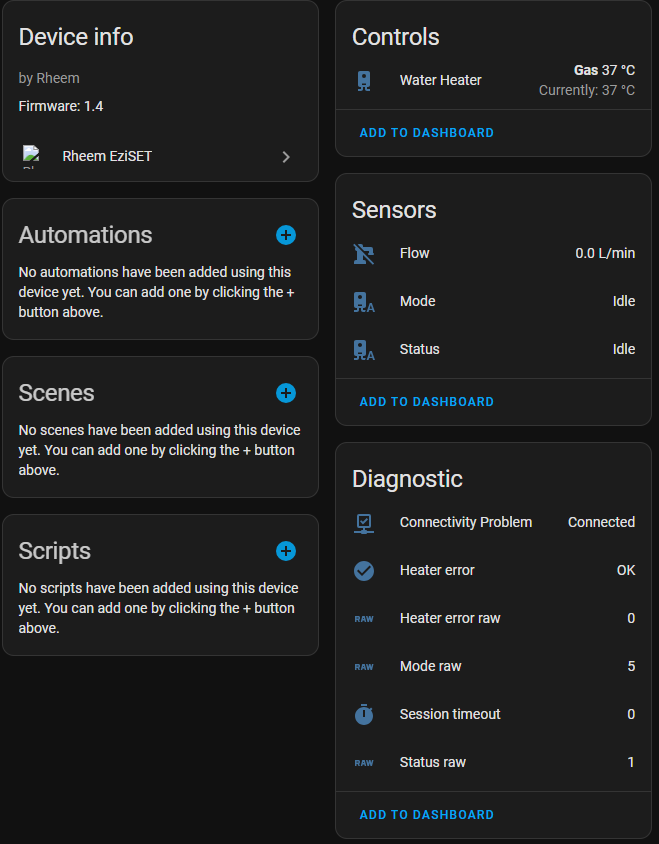 Device info
by Rheem
Firmware: 1.4
Rheem EziSET
Automations
No automations have been added using this
device yet. You can add one by clicking the +
button above.
Scenes
No scenes have been added using this device
yet. You can add one by clicking the + button
above.
Scripts
No scripts have been added using this device
yet. You can add one by clicking the + button
above.
Controls
Water Heater
Gas 37 °C
Currently: 37 °C
ADD TO DASHBOARD
Sensors
Flow 0.0 L/min
Mode Idle
Status Idle
ADD TO DASHBOARD
Diagnostic
Connectivity Problem Connected
Heater error OK
RAW Heater error raw 0
RAW Mode raw 5
Session timeout 0
RAW Status raw 1
ADD TO DASHBOARD